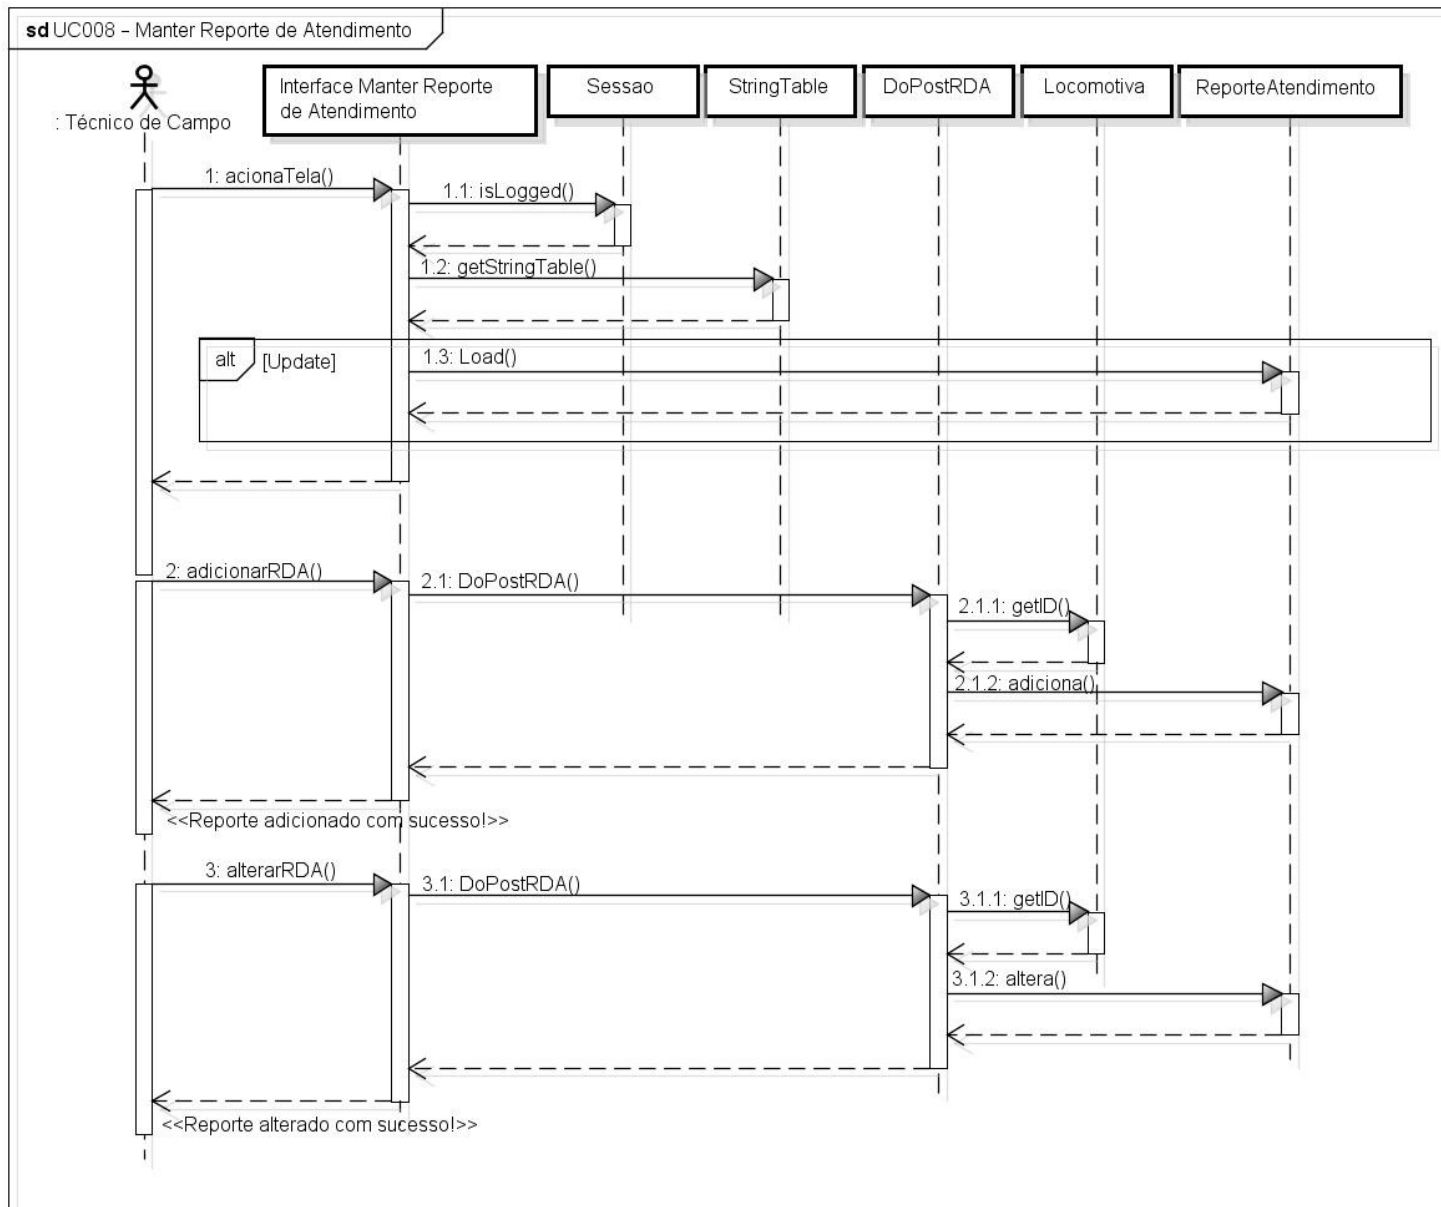 sd UC008 – Manter Reporte de Atendimento
: Técnico de Campo
Interface Manter Reporte
de Atendimento
Sessao
StringTable
DoPostRDA
Locomotiva
ReporteAtendimento
1: acionaTela()
1.1: isLogged()
1.2: getStringTable()
alt
[Update]
1.3: Load()
2: adicionarRDA()
2.1: DoPostRDA()
2.1.1: getID()
2.1.2: adiciona()
<<Reporte adicionado com sucesso!>>
3: alterarRDA()
3.1: DoPostRDA()
3.1.1: getID()
3.1.2: altera()
<<Reporte alterado com sucesso!>>